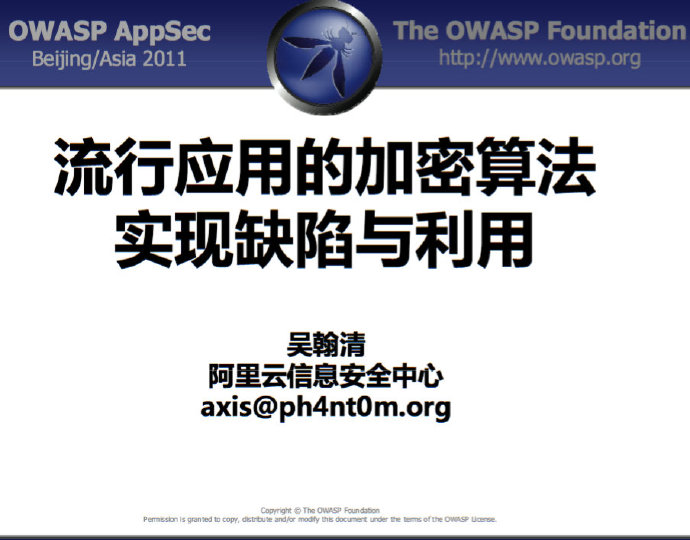 OWASP AppSec
Beijing/Asia 2011
The OWASP Foundation
http://www.owasp.org
流行应用的加密算法
实现缺陷与利用
吴翰清
阿里云信息安全中心
axis@ph4nt0m.org
Copyright © The OWASP Foundation
Permission is granted to copy, distribute and/or modify this document under the terms of the OWASP License.